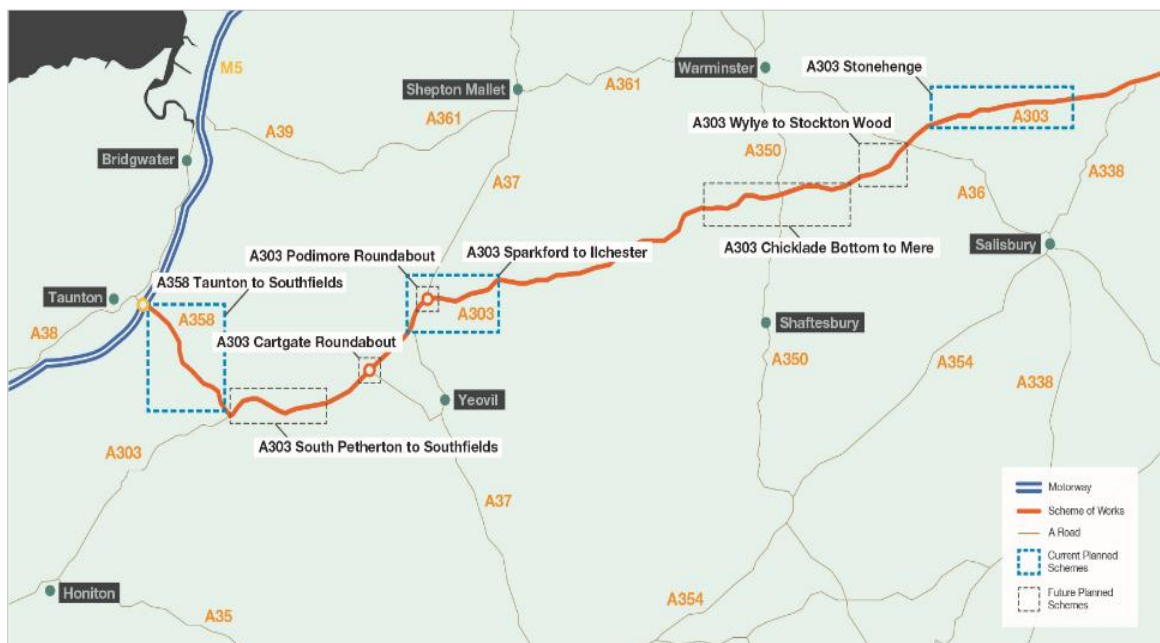 M5
Warminster
A303 Stonehenge
Shepton Mallet
A361
A361
A303
A39
A303 Wylye to Stockton Wood
Bridgwater
A350
A338
A37
A36
A303 Chicklade Bottom to Mere
Salisbury
A303 Podimore Roundabout
A303 Sparkford to Ilchester
A358 Taunton to Southfields
Taunton
A358
A303
A38
Shaftesbury
A303 Cartgate Roundabout
A350
A354
A338
Yeovil
A303
A303 South Petherton to Southfields
A37
Motorway
Scheme of Works
A Road
Current Planned
Schemes
Future Planned
Schemes
Honiton
A35
A354